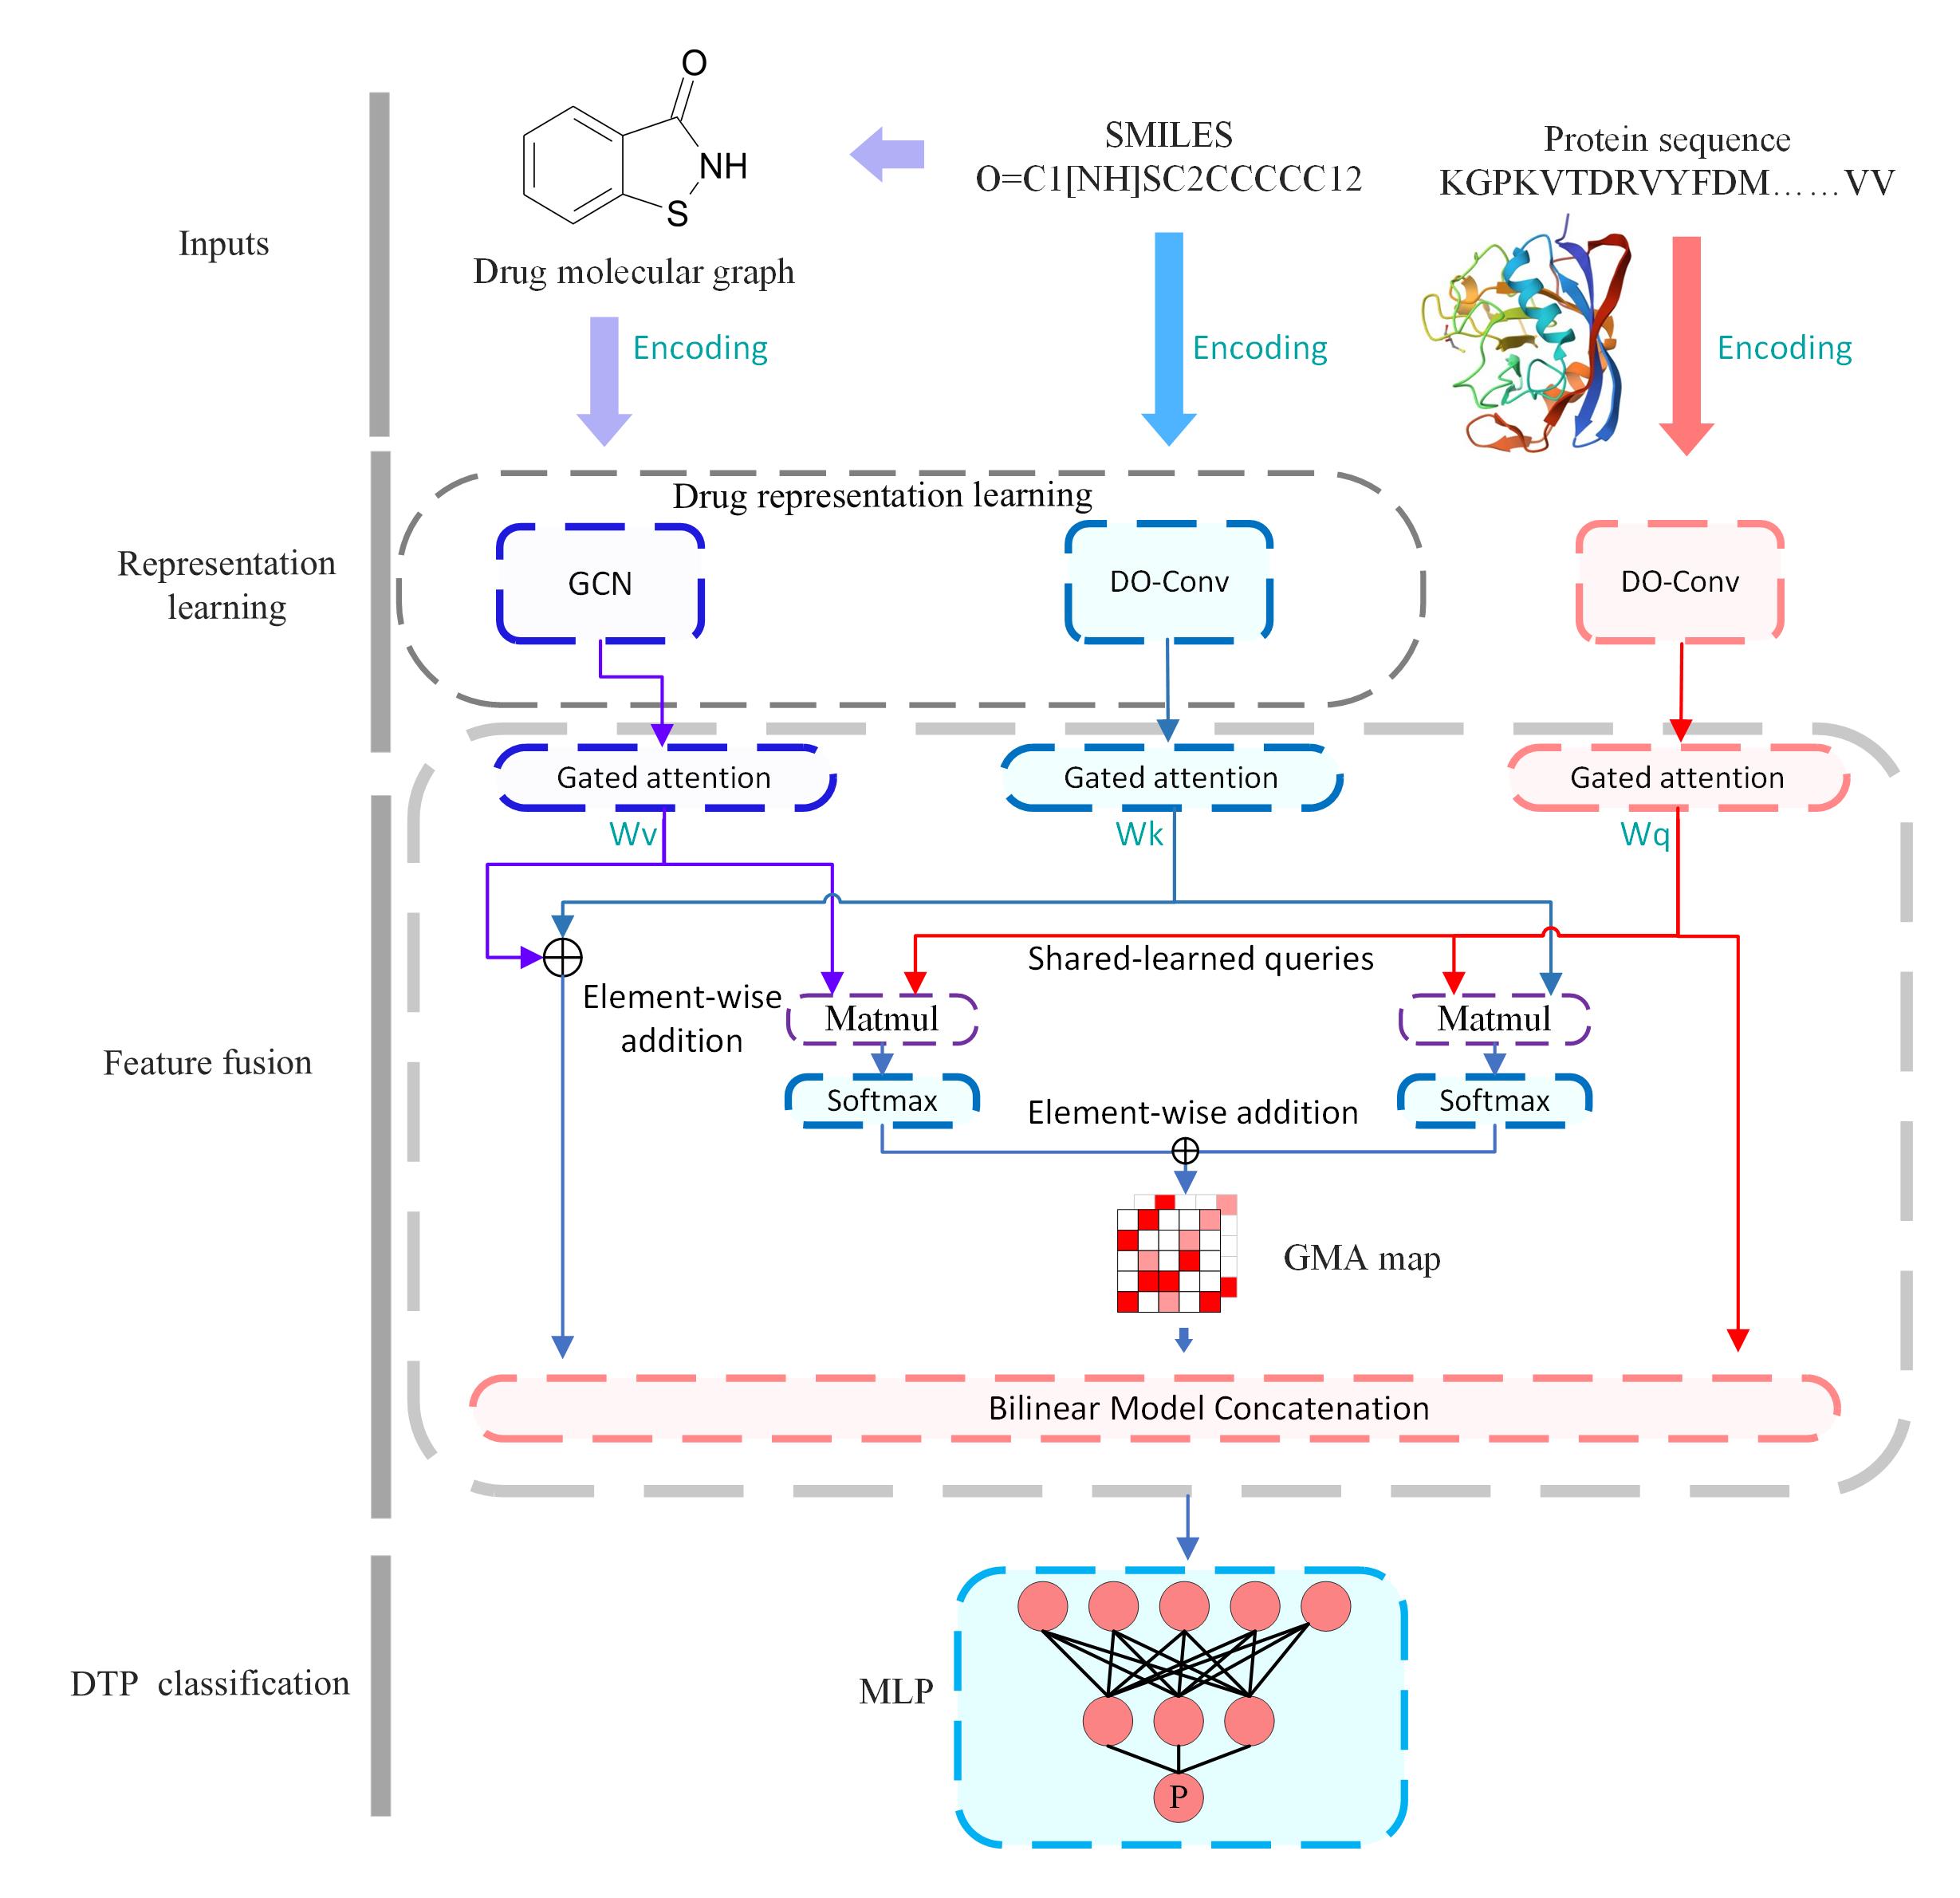 O
NH
S
SMILES
O=C1[NH]SC2CCCCC12
Protein sequence
KGPKVTDRVYFDM……VV
Inputs
Drug molecular graph
Encoding
Encoding
Encoding
Drug representation learning
Representation
learning
GCN
DO-Conv
DO-Conv
Gated attention
Gated attention
Gated attention
Wv
Wk
Wq
Shared-learned queries
Element-wise
addition
Matmul
Matmul
Feature fusion
Softmax
Softmax
Element-wise addition
GMA map
Bilinear Model Concatenation
DTP classification
MLP
P